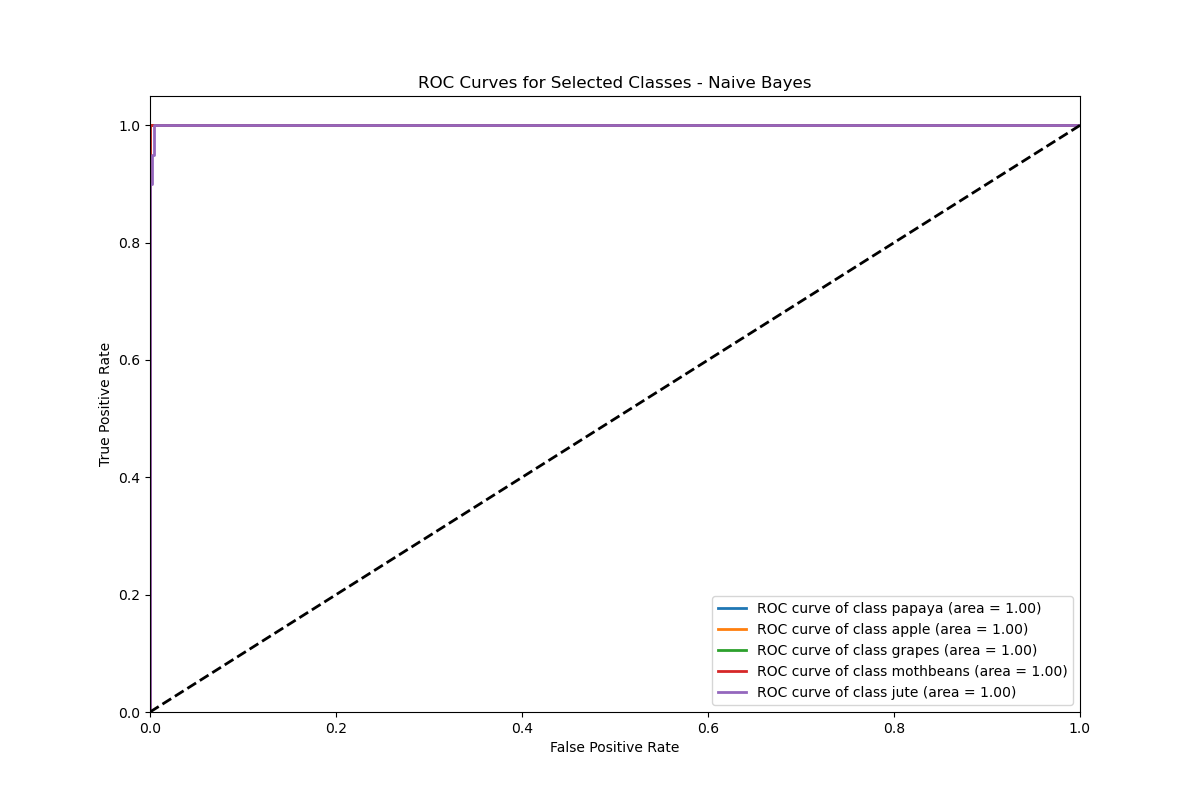 ROC Curves for Selected Classes - Naive Bayes
1.0
0.8
0.6
0.4
0.2
0.0
True Positive Rate
ROC curve of class papaya (area = 1.00)
ROC curve of class apple (area = 1.00)
ROC curve of class grapes (area = 1.00)
ROC curve of class mothbeans (area = 1.00)
ROC curve of class jute (area = 1.00)
0.0 0.2 0.4 0.6 0.8 1.0
False Positive Rate